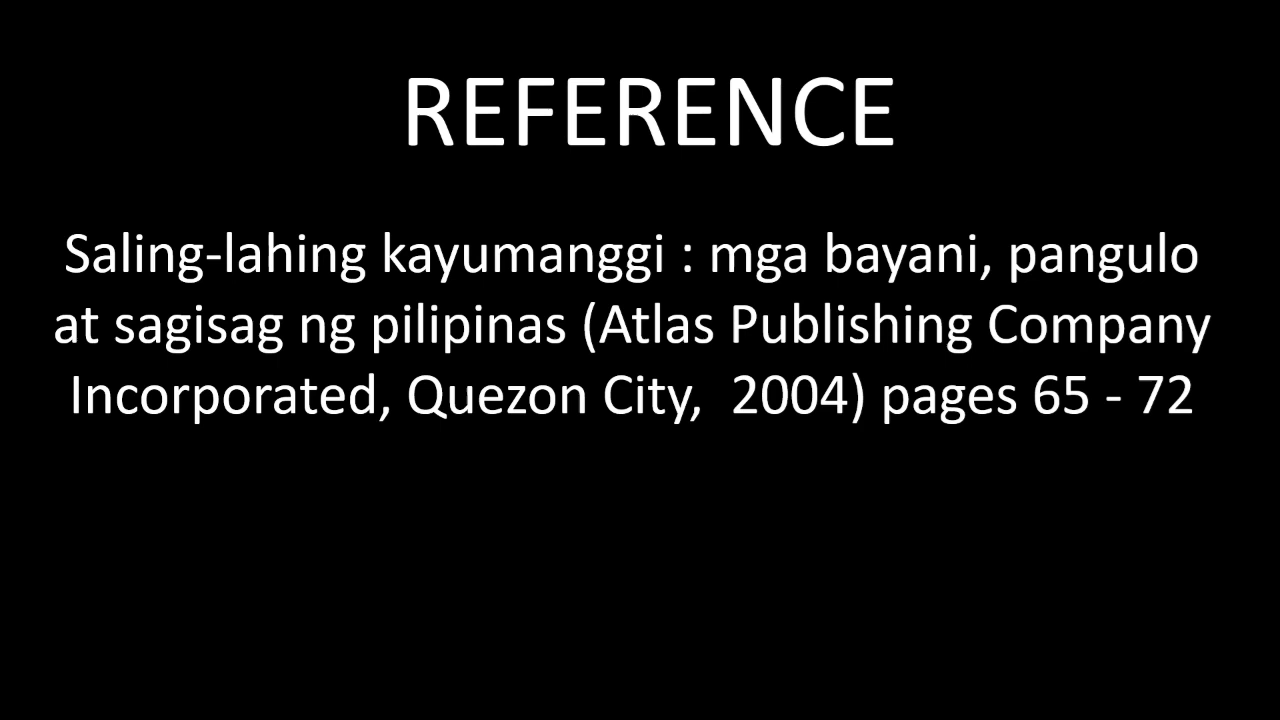 REFERENCE
Saling-lahing kayumanggi : mga bayani, pangulo
at sagisag ng pilipinas (Atlas Publishing Company
Incorporated, Quezon City,  2004) pages 65 - 72